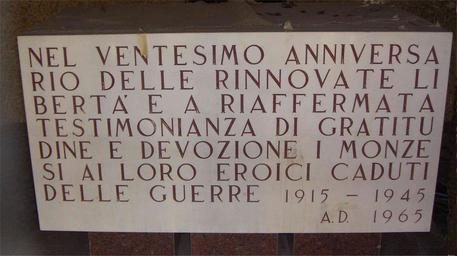 NEL VENTESIMO ANNIVERSA
RIO DELLE RINNOVATE LI
BERTÀ E A RIAFFERMATA
TESTIMONIANZA DI GRATITU
DINE E DEVOZIONE I MONZE
SI AI LORO EROICI CADUTI
DELLE GUERRE 1915 - 1945
A.D. 1965